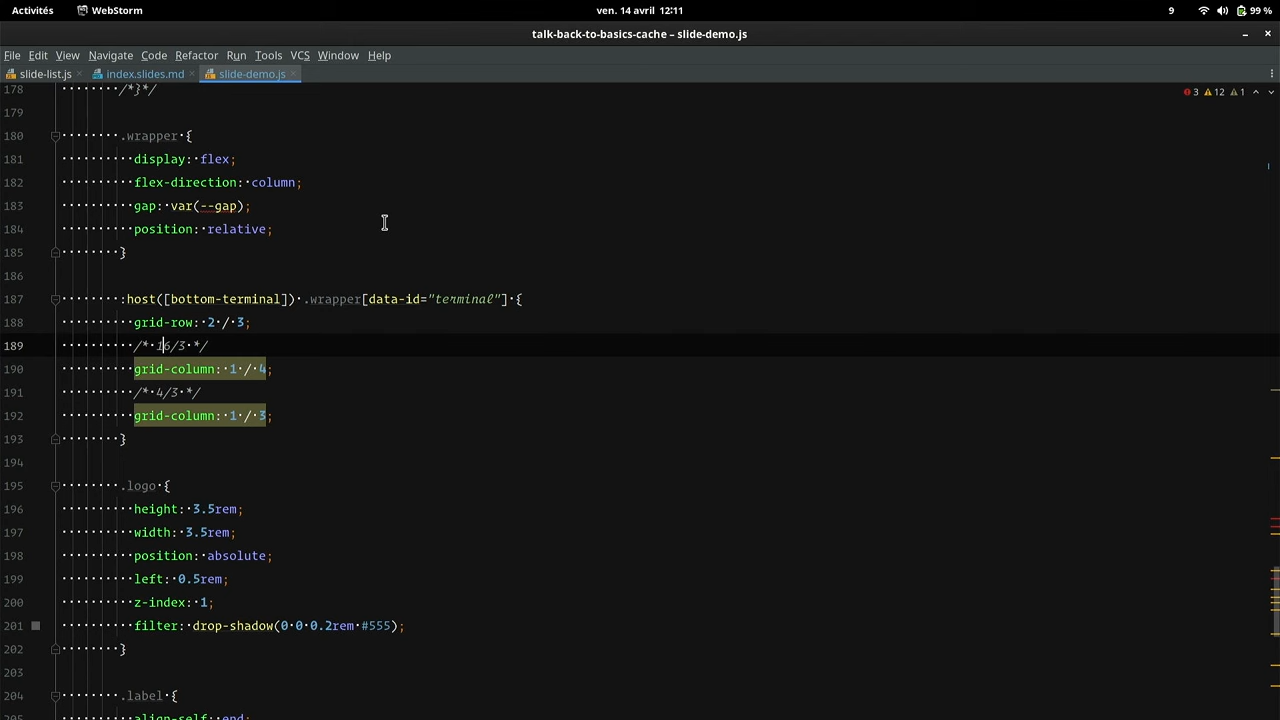 Activités WebStorm ven. 14 avril 12:11 9 99 %
talk-back-to-basics-cache – slide-demo.js
File Edit View Navigate Code Refactor Run Tools VCS Window Help
slide-list.js index.slides.md slide-demo.js
178 /*}*/
3 12 1
179
180 .wrapper {
181 display: flex;
182 flex-direction: column;
183 gap: var(--gap);
184 position: relative;
185 }
186
187 :host([bottom-terminal]) .wrapper[data-id="terminal"] {
188 grid-row: 2 / 3;
189 /* 16/3 */
190 grid-column: 1 / 4;
191 /* 4/3 */
192 grid-column: 1 / 3;
193 }
194
195 .logo {
196 height: 3.5rem;
197 width: 3.5rem;
198 position: absolute;
199 left: 0.5rem;
200 z-index: 1;
201 filter: drop-shadow(0 0 0.2rem #555);
202 }
203
204 .label {
205 align-self: end;